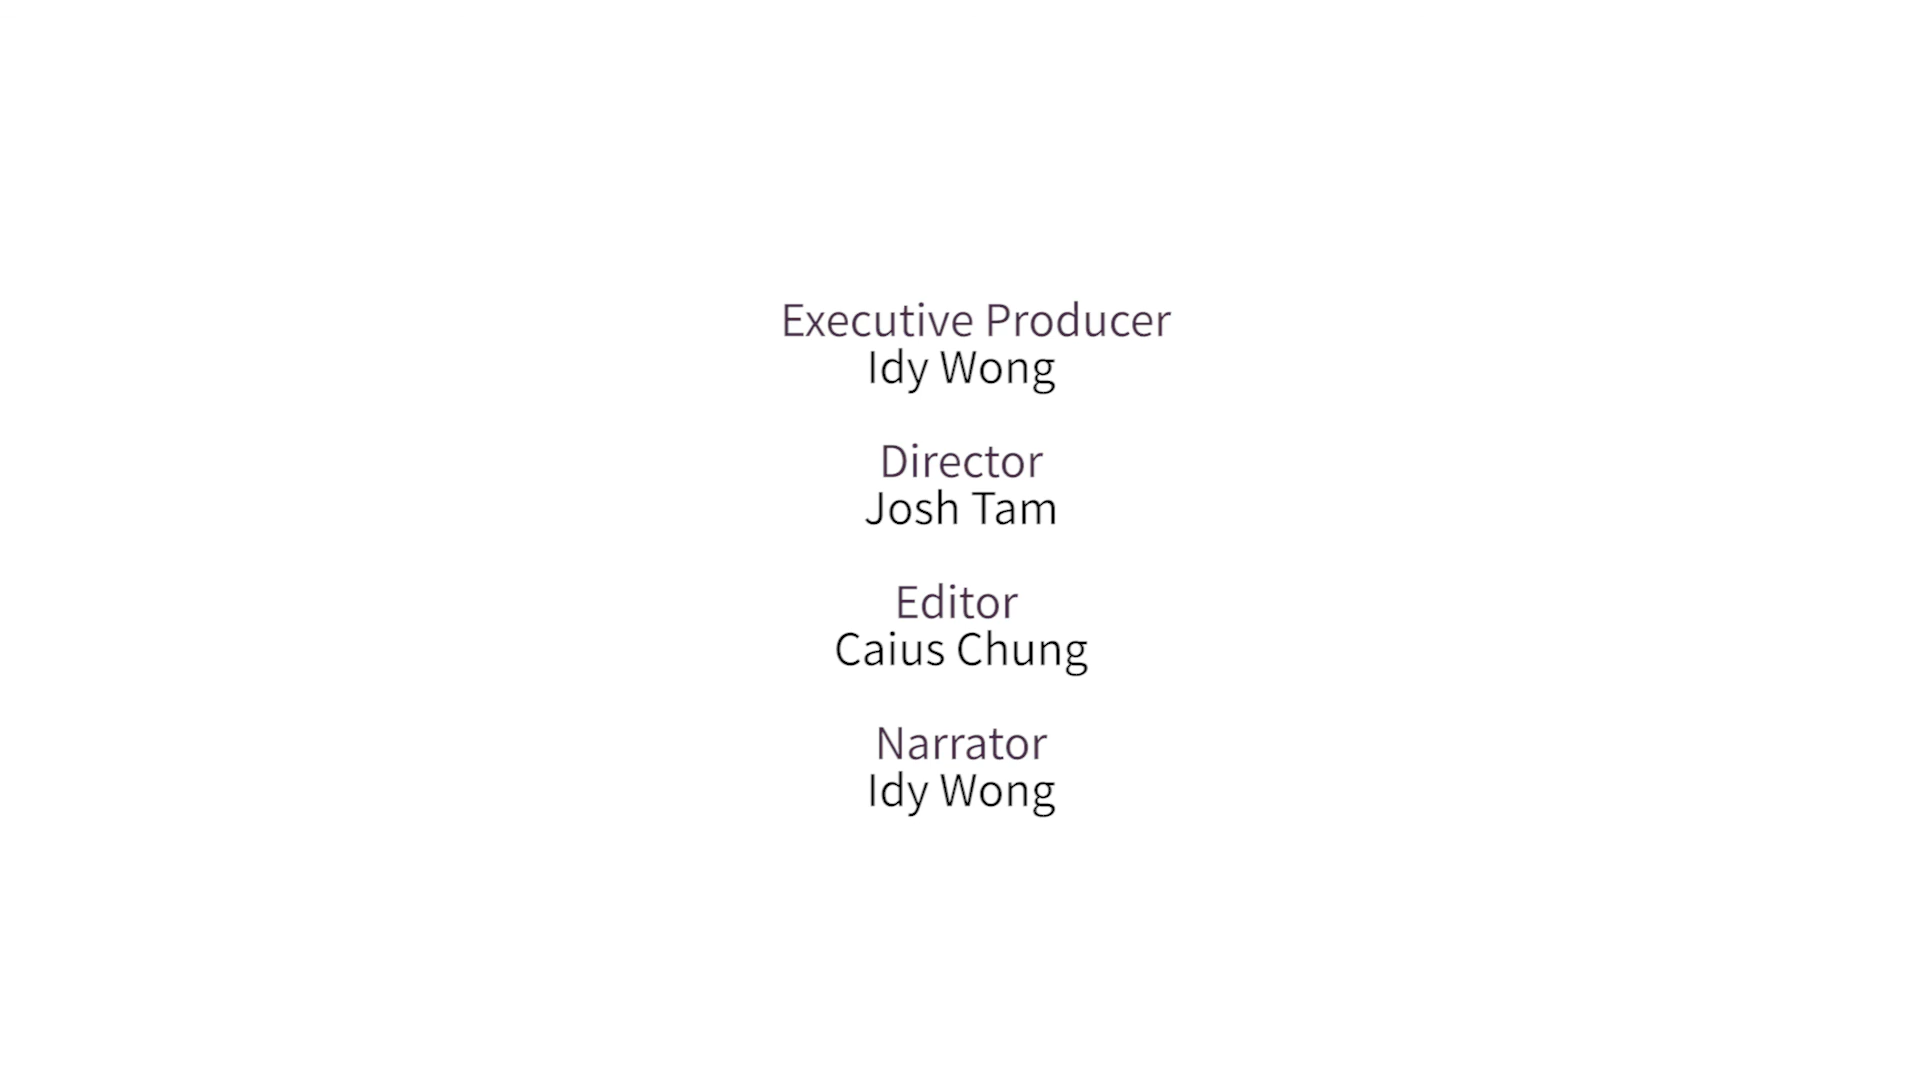 Executive Producer
Idy Wong
Director
Josh Tam
Editor
Caius Chung
Narrator
Idy Wong